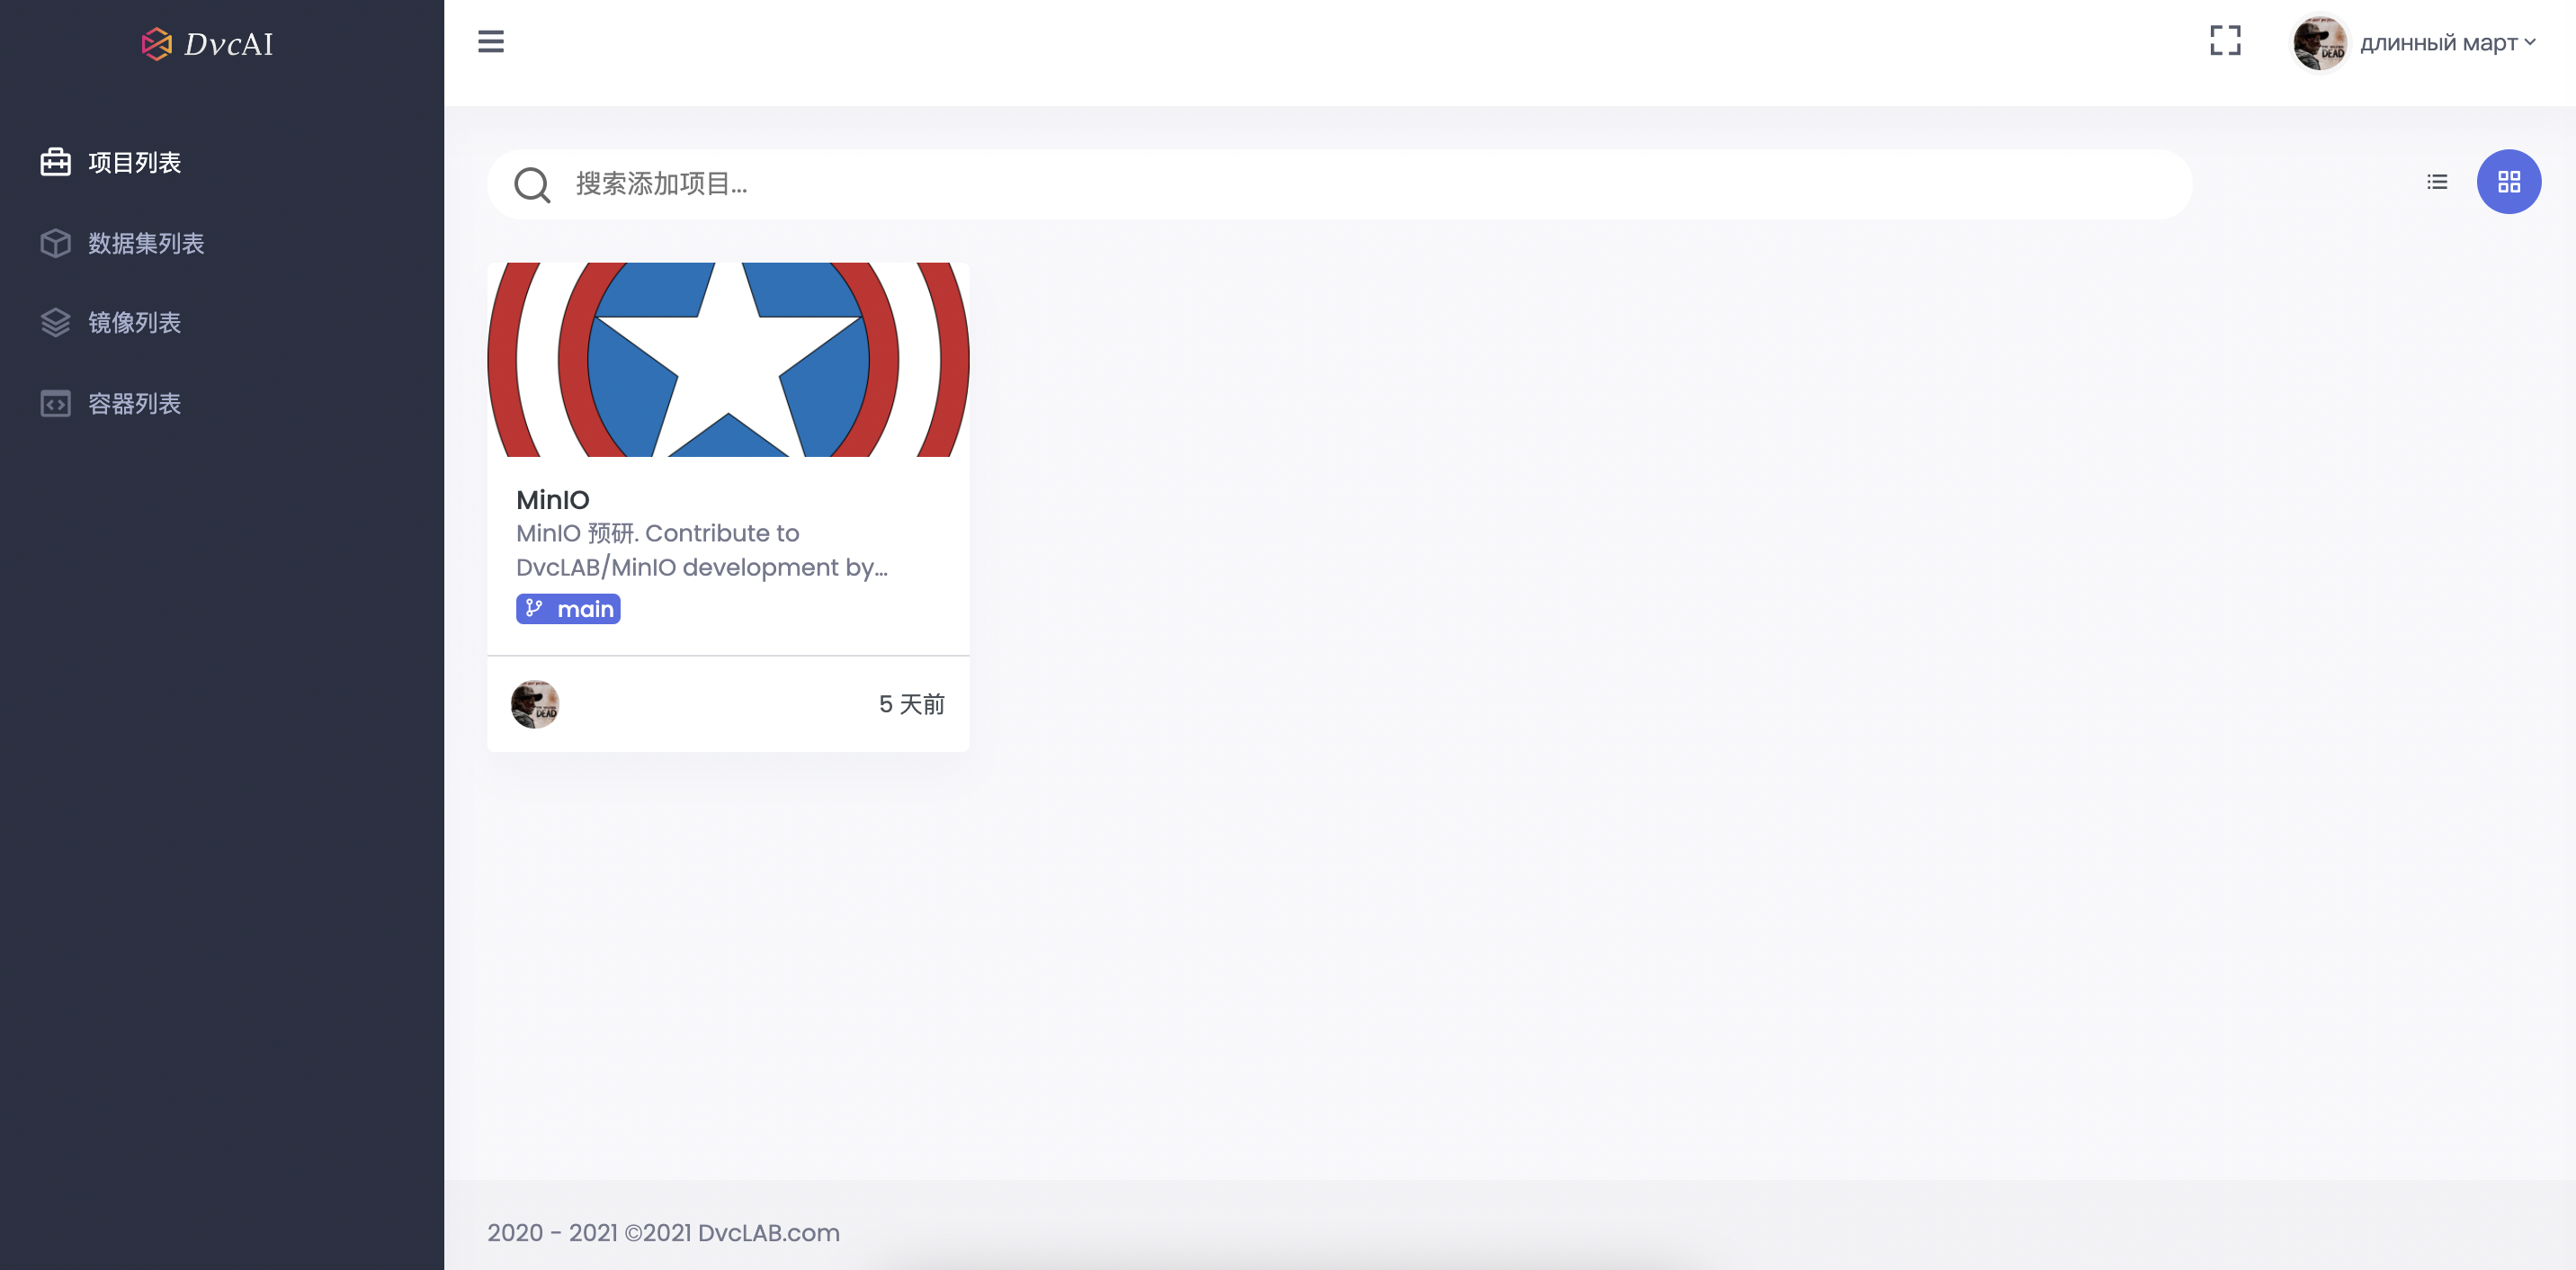 DvcAI
длинный март
项目列表
数据集列表
镜像列表
容器列表
搜索添加项目...
MinIO
MinIO 预研. Contribute to
DvcLAB/MinIO development by...
main
5 天前
2020 - 2021 ©2021 DvcLAB.com